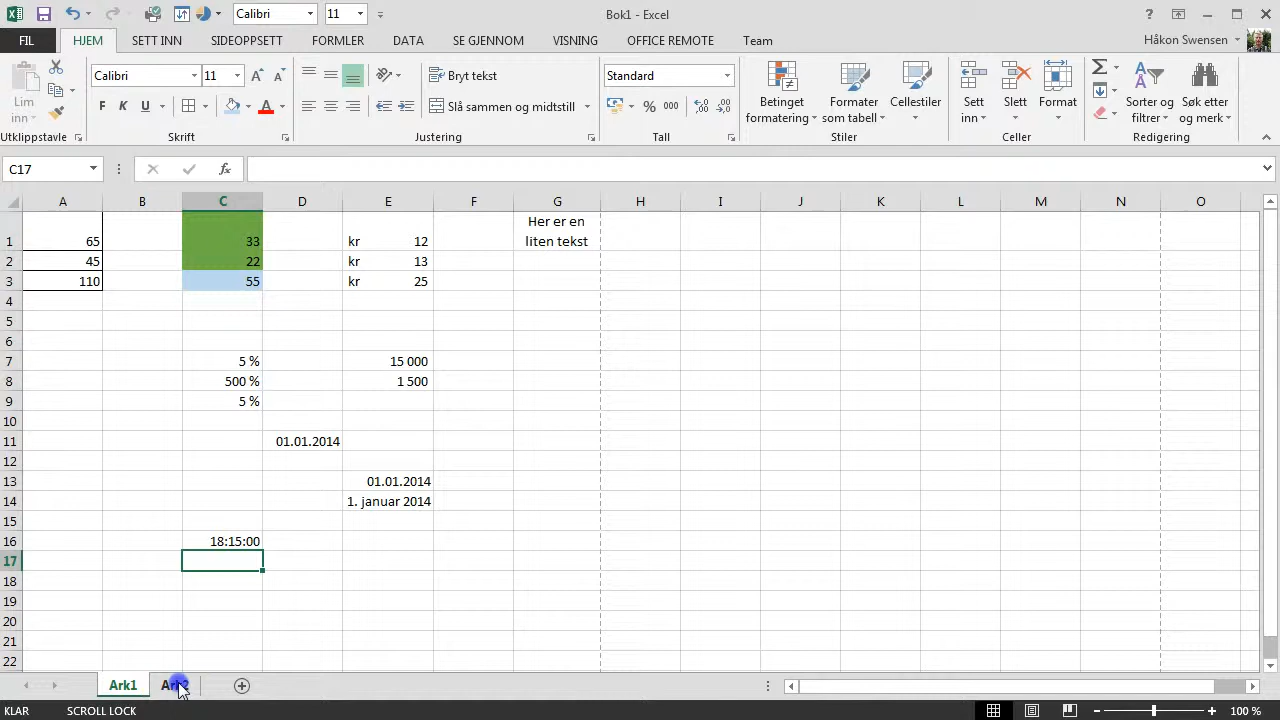 Calibri 11 Bok1 - Excel ?
FIL HJEM SETT INN SIDEOPPSETT FORMLER DATA SE GJENNOM VISNING OFFICE REMOTE Team Håkon Swensen
Lim inn
Calibri 11
F K U
Bryt tekst
Slå sammen og midtstill
Standard
% 000
Betinget formatering
Formater som tabell
Cellestiler
Sett inn
Slett
Format
Sorter og filtrer
Søk etter og merk
Utklippstavle Skrift Justering Tall Stiler Celler Redigering
C17 fx
A B C D E F G H I J K L M N O
Her er en
1 65 33 kr 12 liten tekst
2 45 22 kr 13
3 110 55 kr 25
4
5
6
7 5 % 15 000
8 500 % 1 500
9 5 %
10
11 01.01.2014
12
13 01.01.2014
14 1. januar 2014
15
16 18:15:00
17
18
19
20
21
22
Ark1
KLAR SCROLL LOCK 100 %